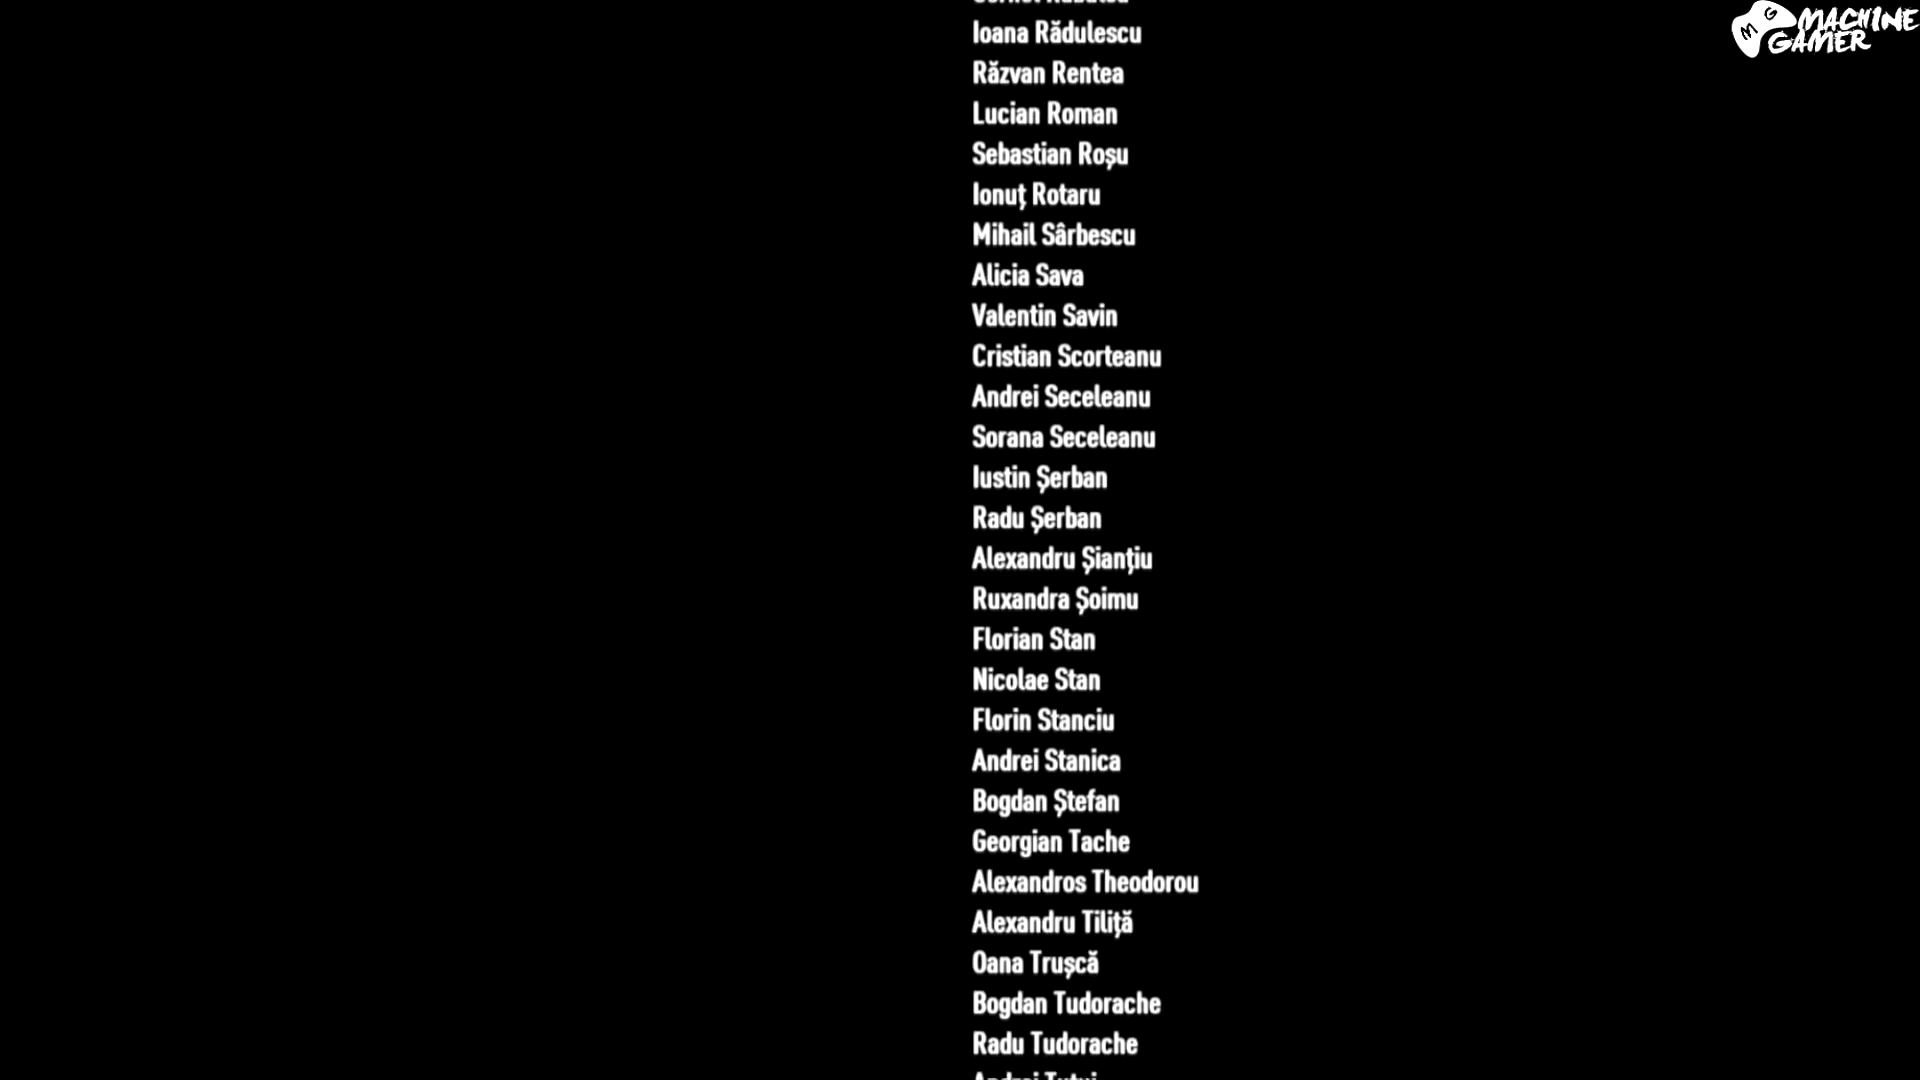 Ioana Rădulescu
Răzvan Rentea
Lucian Roman
Sebastian Roșu
Ionuț Rotaru
Mihail Sârbescu
Alicia Sava
Valentin Savin
Cristian Scorteanu
Andrei Seceleanu
Sorana Seceleanu
Iustin Șerban
Radu Șerban
Alexandru Șianțiu
Ruxandra Șoimu
Florian Stan
Nicolae Stan
Florin Stanciu
Andrei Stanica
Bogdan Ștefan
Georgian Tache
Alexandros Theodorou
Alexandru Tiliță
Oana Trușcă
Bogdan Tudorache
Radu Tudorache
M G MACHINE
GAMER